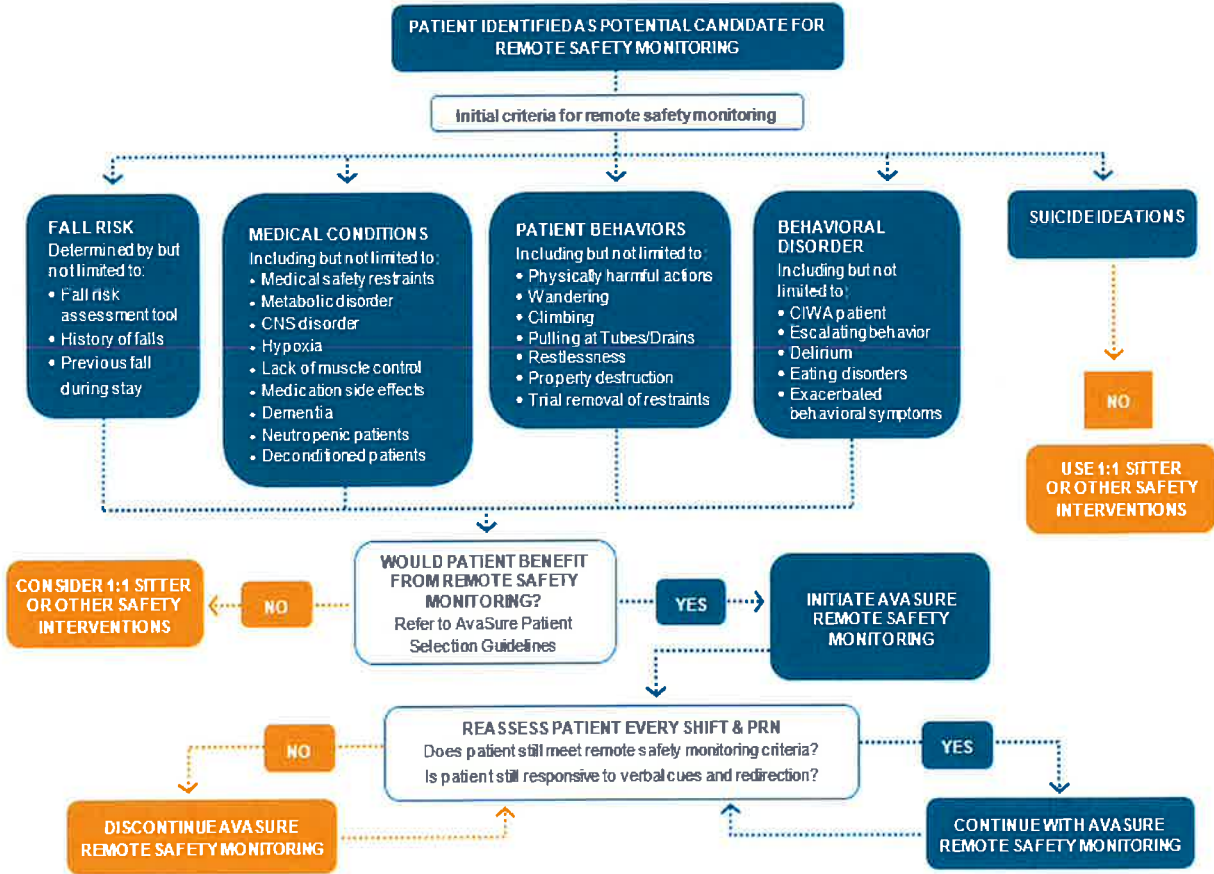 PATIENT IDENTIFIED AS POTENTIAL CANDIDATE FOR
REMOTE SAFETY MONITORING
Initial criteria for remote safety monitoring
FALL RISK
Determined by but
not limited to:
• Fall risk
assessment tool
• History of falls
• Previous fall
during stay
MEDICAL CONDITIONS
Including but not limited to:
• Medical safety restraints
• Metabolic disorder
• CNS disorder
• Hypoxia
• Lack of muscle control
• Medication side effects
• Dementia
• Neutropenic patients
• Deconditioned patients
PATIENT BEHAVIORS
Including but not limited to:
• Physically harmful actions
• Wandering
• Climbing
• Pulling at Tubes/Drains
• Restlessness
• Property destruction
• Trial removal of restraints
BEHAVIORAL
DISORDER
Including but not
limited to:
• CIWA patient
• Escalating behavior
• Delirium
• Eating disorders
• Exacerbated
behavioral symptoms
SUICIDE IDEATIONS
NO
USE 1:1 SITTER
OR OTHER SAFETY
INTERVENTIONS
CONSIDER 1:1 SITTER
OR OTHER SAFETY
INTERVENTIONS
NO
WOULD PATIENT BENEFIT
FROM REMOTE SAFETY
MONITORING?
Refer to AvaSure Patient
Selection Guidelines
YES
INITIATE AVASURE
REMOTE SAFETY
MONITORING
REASSESS PATIENT EVERY SHIFT & PRN
Does patient still meet remote safety monitoring criteria?
Is patient still responsive to verbal cues and redirection?
NO
YES
DISCONTINUE AVASURE
REMOTE SAFETY MONITORING
CONTINUE WITH AVASURE
REMOTE SAFETY MONITORING